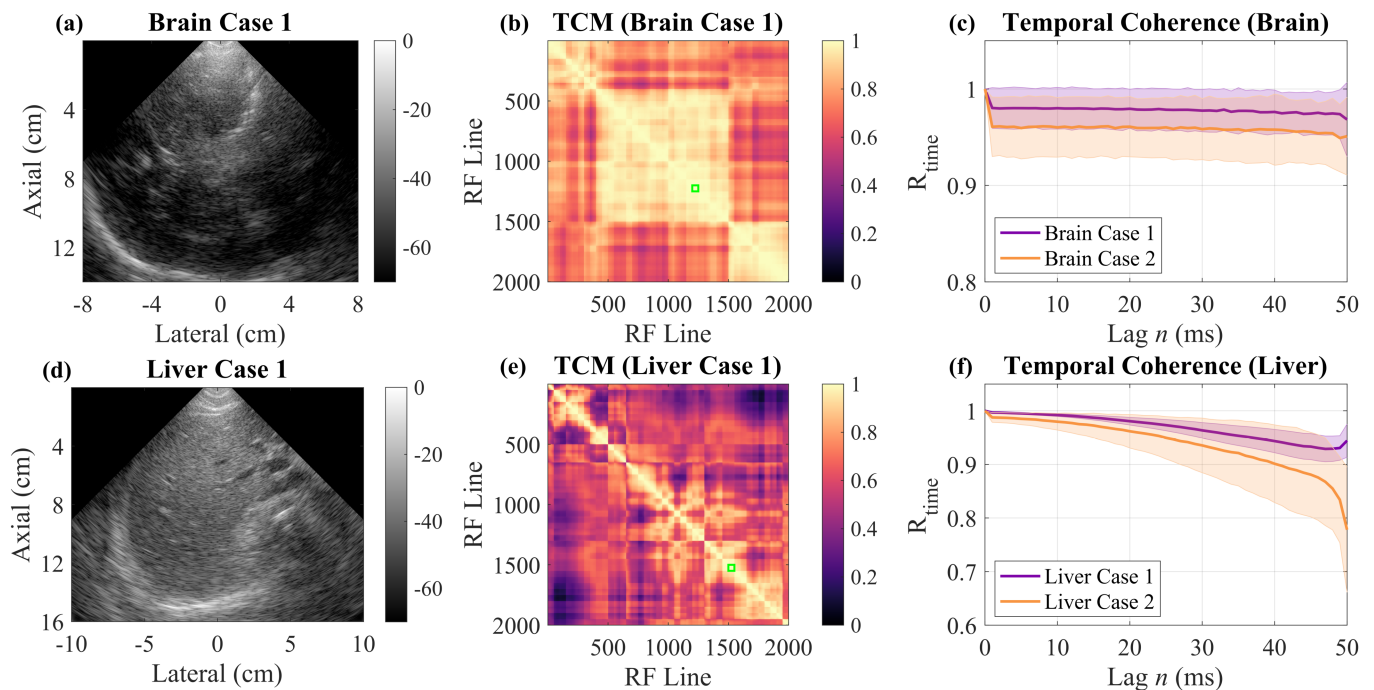 (a) Brain Case 1
0
-20
-40
-60
4
8
12
Axial (cm)
-8 -4 0 4 8
Lateral (cm)
(b) TCM (Brain Case 1)
500
1000
1500
2000
RF Line
500 1000 1500 2000
RF Line
1
0.8
0.6
0.4
0.2
0
(c) Temporal Coherence (Brain)
1
0.9
0.8
R_time
Brain Case 1
Brain Case 2
0 10 20 30 40 50
Lag n (ms)
(d) Liver Case 1
0
-20
-40
-60
4
8
12
16
Axial (cm)
-10 -5 0 5 10
Lateral (cm)
(e) TCM (Liver Case 1)
500
1000
1500
2000
RF Line
500 1000 1500 2000
RF Line
1
0.8
0.6
0.4
0.2
0
(f) Temporal Coherence (Liver)
1
0.9
0.8
0.7
0.6
R_time
Liver Case 1
Liver Case 2
0 10 20 30 40 50
Lag n (ms)